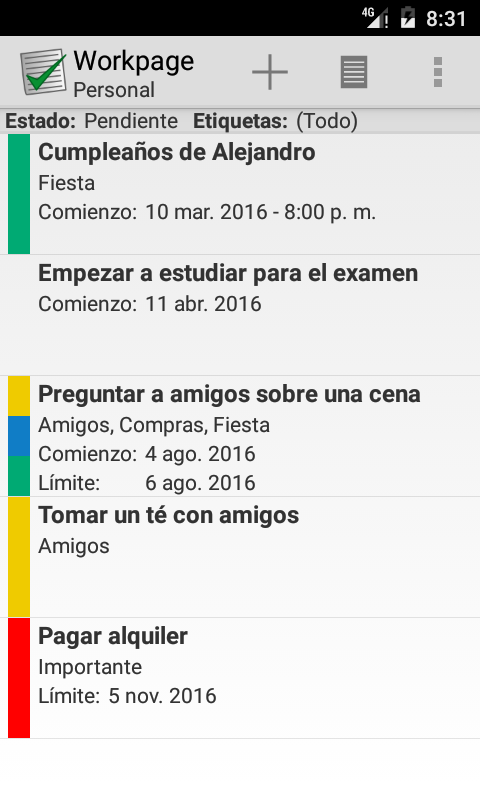 4G 8:31
Workpage
Personal
Estado: Pendiente Etiquetas: (Todo)
Cumpleaños de Alejandro
Fiesta
Comienzo: 10 mar. 2016 - 8:00 p. m.
Empezar a estudiar para el examen
Comienzo: 11 abr. 2016
Preguntar a amigos sobre una cena
Amigos, Compras, Fiesta
Comienzo: 4 ago. 2016
Límite: 6 ago. 2016
Tomar un té con amigos
Amigos
Pagar alquiler
Importante
Límite: 5 nov. 2016